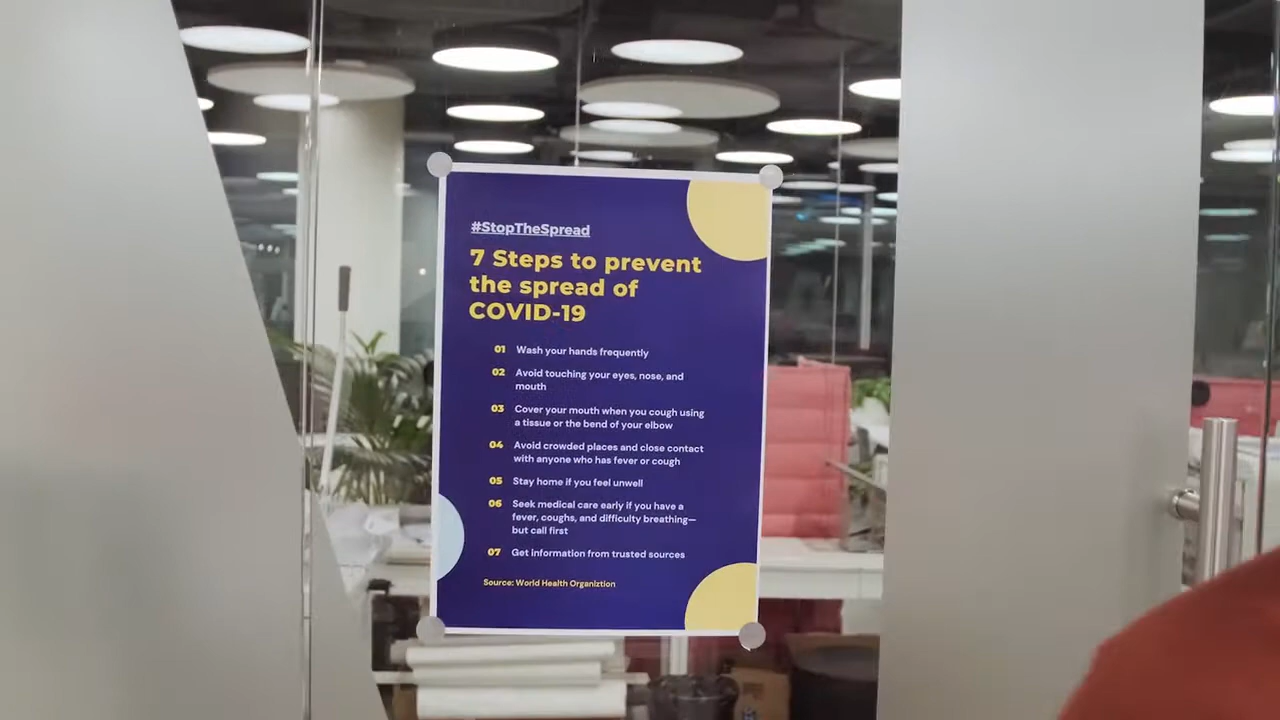 #StopTheSpread
7 Steps to prevent
the spread of
COVID-19
01 Wash your hands frequently
02 Avoid touching your eyes, nose, and
mouth
03 Cover your mouth when you cough using
a tissue or the bend of your elbow
04 Avoid crowded places and close contact
with anyone who has fever or cough
05 Stay home if you feel unwell
06 Seek medical care early if you have a
fever, coughs, and difficulty breathing—
but call first
07 Get information from trusted sources
Source: World Health Organiztion